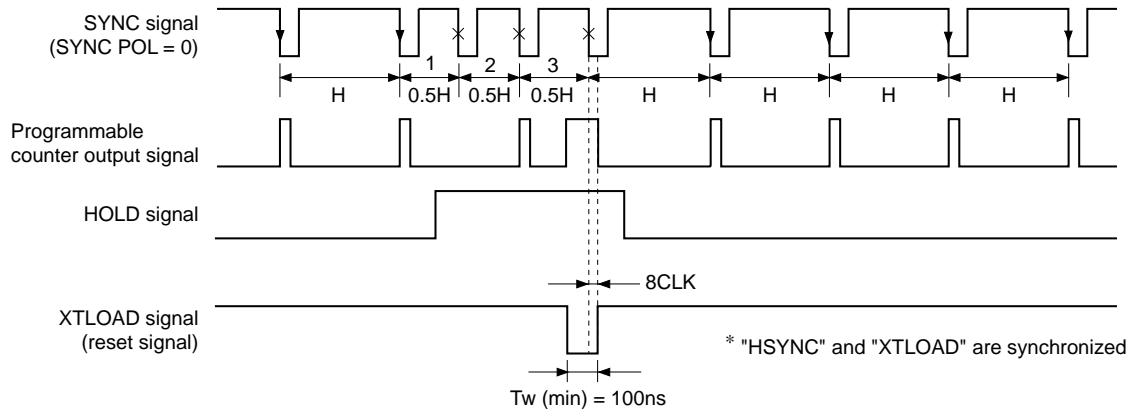 SYNC signal
(SYNC POL = 0)
1 2 3
H 0.5H 0.5H 0.5H H H H H
Programmable
counter output signal
HOLD signal
8CLK
XTLOAD signal
(reset signal)
* "HSYNC" and "XTLOAD" are synchronized
Tw (min) = 100ns